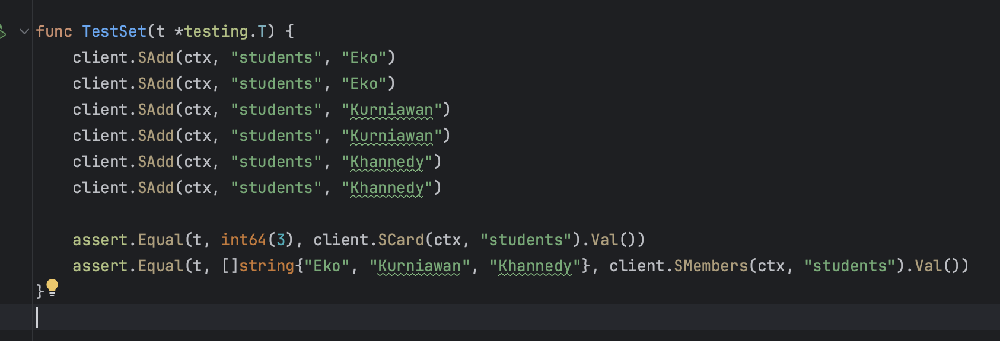 func TestSet(t *testing.T) {
    client.SAdd(ctx, "students", "Eko")
    client.SAdd(ctx, "students", "Eko")
    client.SAdd(ctx, "students", "Kurniawan")
    client.SAdd(ctx, "students", "Kurniawan")
    client.SAdd(ctx, "students", "Khannedy")
    client.SAdd(ctx, "students", "Khannedy")

    assert.Equal(t, int64(3), client.SCard(ctx, "students").Val())
    assert.Equal(t, []string{"Eko", "Kurniawan", "Khannedy"}, client.SMembers(ctx, "students").Val())
}